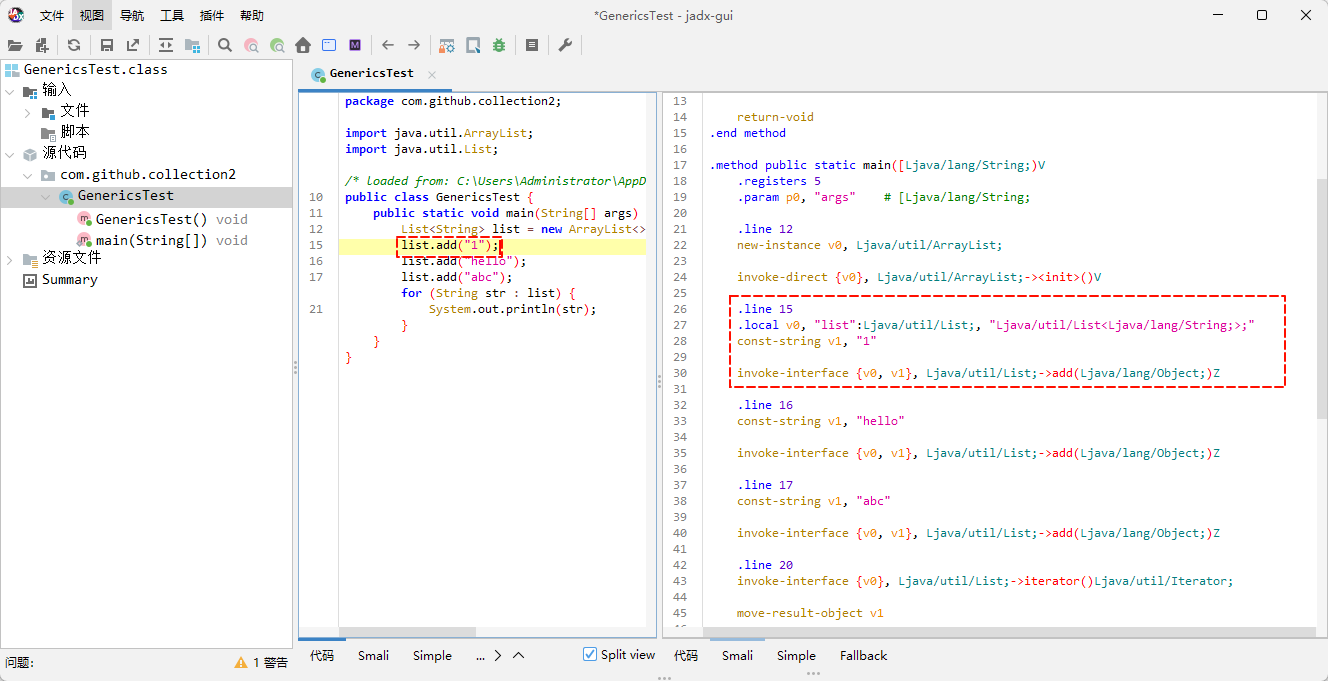 *GenericsTest - jadx-gui
文件 视图 导航 工具 插件 帮助
GenericsTest.class
输入
文件
脚本
源代码
com.github.collection2
GenericsTest
GenericsTest() void
main(String[]) void
资源文件
Summary
问题:
1 警告
GenericsTest
package com.github.collection2;
import java.util.ArrayList;
import java.util.List;
/* loaded from: C:\Users\Administrator\AppD
10 public class GenericsTest {
11 public static void main(String[] args)
12 List<String> list = new ArrayList<>
15 list.add("1");
16 list.add("hello");
17 list.add("abc");
for (String str : list) {
21 System.out.println(str);
}
}
}
代码 Smali Simple ...
Split view
13
14 return-void
15 .end method
16
17 .method public static main([Ljava/lang/String;)V
18 .registers 5
19 .param p0, "args" # [Ljava/lang/String;
20
21 .line 12
22 new-instance v0, Ljava/util/ArrayList;
23
24 invoke-direct {v0}, Ljava/util/ArrayList;-><init>()V
25
26 .line 15
27 .local v0, "list":Ljava/util/List;, "Ljava/util/List<Ljava/lang/String;>;"
28 const-string v1, "1"
29
30 invoke-interface {v0, v1}, Ljava/util/List;->add(Ljava/lang/Object;)Z
31
32 .line 16
33 const-string v1, "hello"
34
35 invoke-interface {v0, v1}, Ljava/util/List;->add(Ljava/lang/Object;)Z
36
37 .line 17
38 const-string v1, "abc"
39
40 invoke-interface {v0, v1}, Ljava/util/List;->add(Ljava/lang/Object;)Z
41
42 .line 20
43 invoke-interface {v0}, Ljava/util/List;->iterator()Ljava/util/Iterator;
44
45 move-result-object v1
代码 Smali Simple Fallback